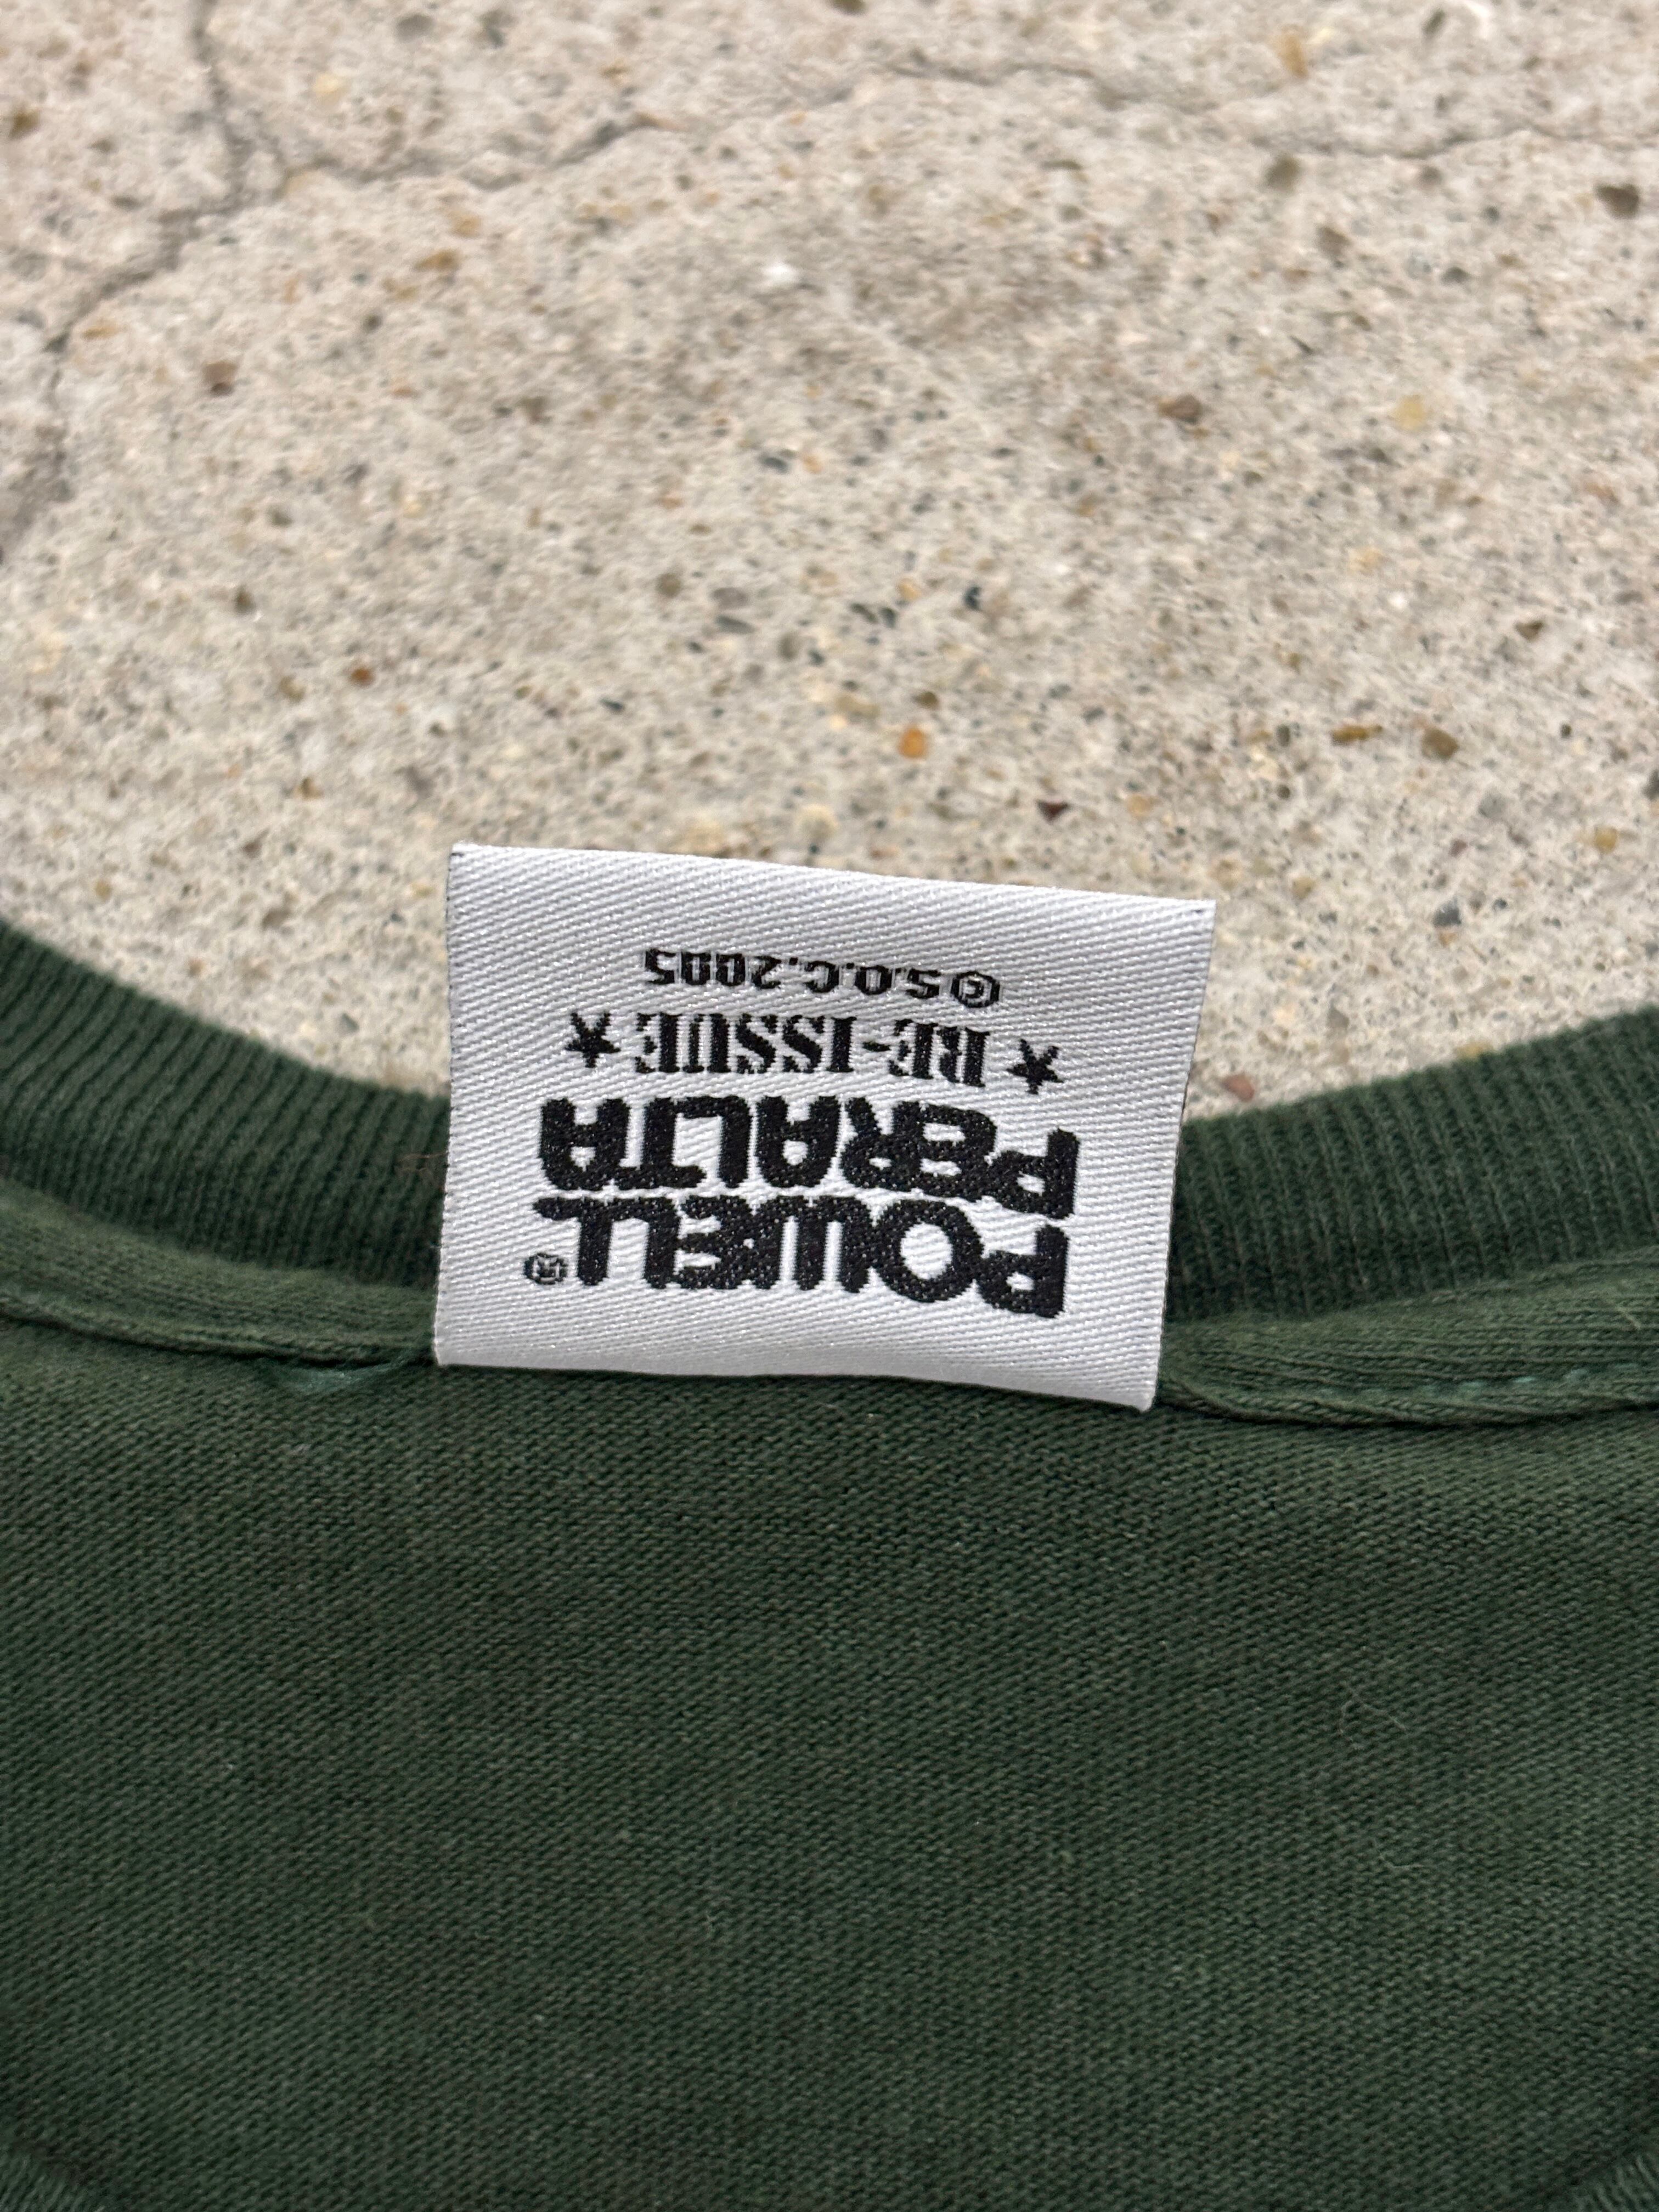 POWELL®
PERALTA
★ RE-ISSUE ★
©S.O.C.2005